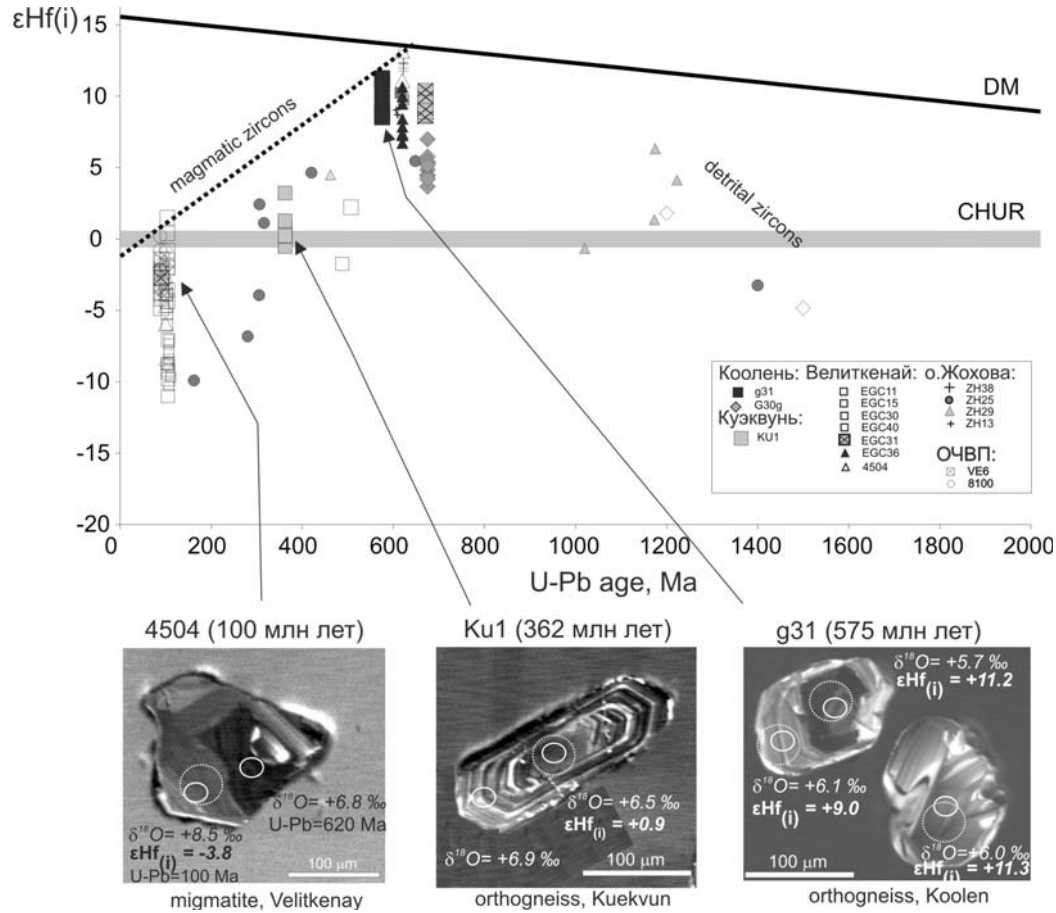 εHf(i)
15
10
5
0
-5
-10
-15
-20
magmatic zircons
detrital zircons
DM
CHUR
Коолень:
g31
G30g
Куэквунь:
KU1
Велиткенай:
EGC11
EGC15
EGC30
EGC40
EGC31
EGC36
4504
о.Жохова:
ZH38
ZH25
ZH29
ZH13
ОЧВП:
VE6
8100
0 200 400 600 800 1000 1200 1400 1600 1800 2000
U-Pb age, Ma
4504 (100 млн лет)
δ¹⁸O= +6.8 ‰
U-Pb=620 Ma
δ¹⁸O= +8.5 ‰
εHf(i) = -3.8
U-Pb=100 Ma
100 µm
migmatite, Velitkenay
Ku1 (362 млн лет)
δ¹⁸O= +6.5 ‰
εHf(i) = +0.9
δ¹⁸O= +6.9 ‰
100 µm
orthogneiss, Kuekvun
g31 (575 млн лет)
δ¹⁸O= +5.7 ‰
εHf(i) = +11.2
δ¹⁸O= +6.1 ‰
εHf(i) = +9.0
δ¹⁸O= +6.0 ‰
εHf(i) = +11.3
100 µm
orthogneiss, Koolen